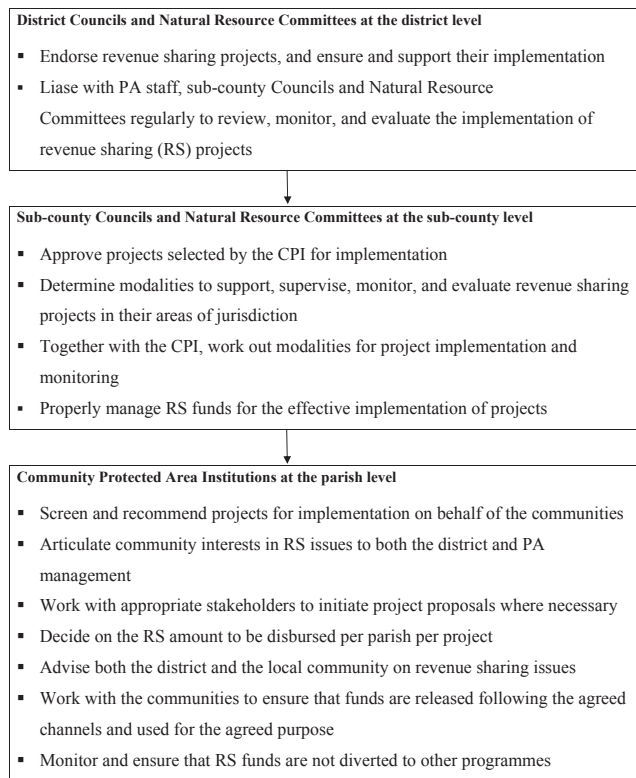 District Councils and Natural Resource Committees at the district level
▪ Endorse revenue sharing projects, and ensure and support their implementation
▪ Liase with PA staff, sub-county Councils and Natural Resource
Committees regularly to review, monitor, and evaluate the implementation of
revenue sharing (RS) projects
Sub-county Councils and Natural Resource Committees at the sub-county level
▪ Approve projects selected by the CPI for implementation
▪ Determine modalities to support, supervise, monitor, and evaluate revenue sharing
projects in their areas of jurisdiction
▪ Together with the CPI, work out modalities for project implementation and
monitoring
▪ Properly manage RS funds for the effective implementation of projects
Community Protected Area Institutions at the parish level
▪ Screen and recommend projects for implementation on behalf of the communities
▪ Articulate community interests in RS issues to both the district and PA
management
▪ Work with appropriate stakeholders to initiate project proposals where necessary
▪ Decide on the RS amount to be disbursed per parish per project
▪ Advise both the district and the local community on revenue sharing issues
▪ Work with the communities to ensure that funds are released following the agreed
channels and used for the agreed purpose
▪ Monitor and ensure that RS funds are not diverted to other programmes